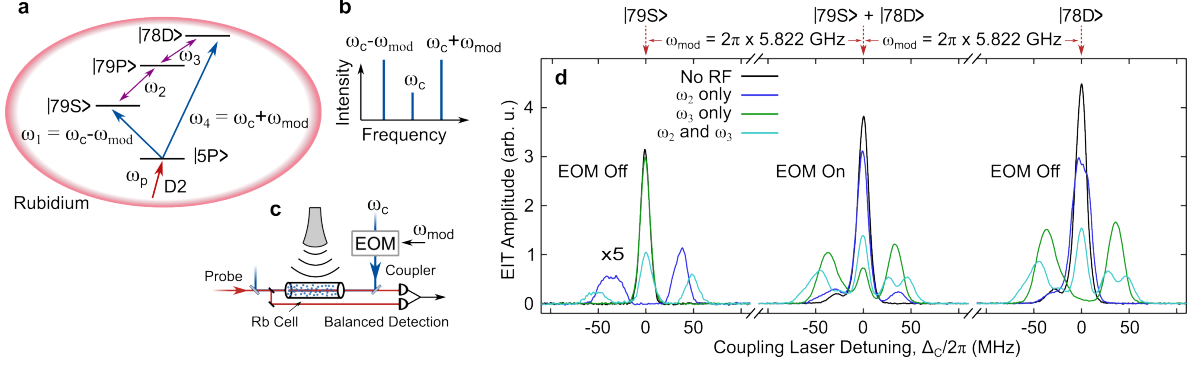 a
|78D>
|79P>
ω3
ω2
|79S>
ω1 = ωc-ωmod
ω4 = ωc+ωmod
|5P>
ωp
D2
Rubidium
b
ωc-ωmod
ωc+ωmod
ωc
Intensity
Frequency
c
ωc
EOM
ωmod
Coupler
Probe
Rb Cell
Balanced Detection
|79S>
|79S> + |78D>
|78D>
ωmod = 2π x 5.822 GHz
ωmod = 2π x 5.822 GHz
d
No RF
ω2 only
ω3 only
ω2 and ω3
EOM Off
EOM On
EOM Off
x5
EIT Amplitude (arb. u.)
4
3
2
1
0
-50
0
50
-50
0
50
-50
0
50
Coupling Laser Detuning, ΔC/2π (MHz)